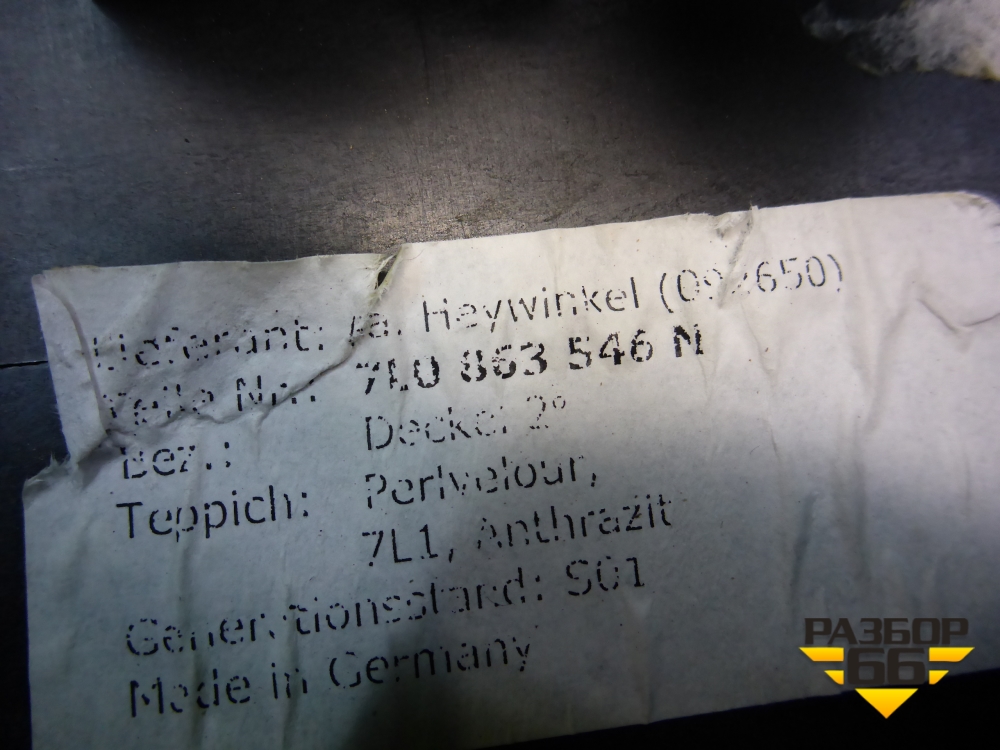 Lieferant: Fa. Heywinkel (092650)
Teile Nr.: 7L0 863 546 N
Bez.: Deckel 2°
Teppich: Perlvelour,
7L1, Anthrazit
Generationsstand: S01
Made in Germany
РАЗБОР
66